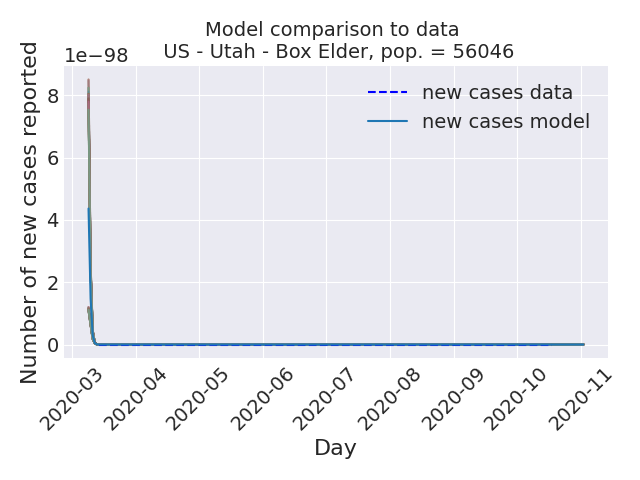 Model comparison to data
US - Utah - Box Elder, pop. = 56046
1e−98
new cases data
new cases model
Number of new cases reported
8
6
4
2
0
2020-03
2020-04
2020-05
2020-06
2020-07
2020-08
2020-09
2020-10
2020-11
Day